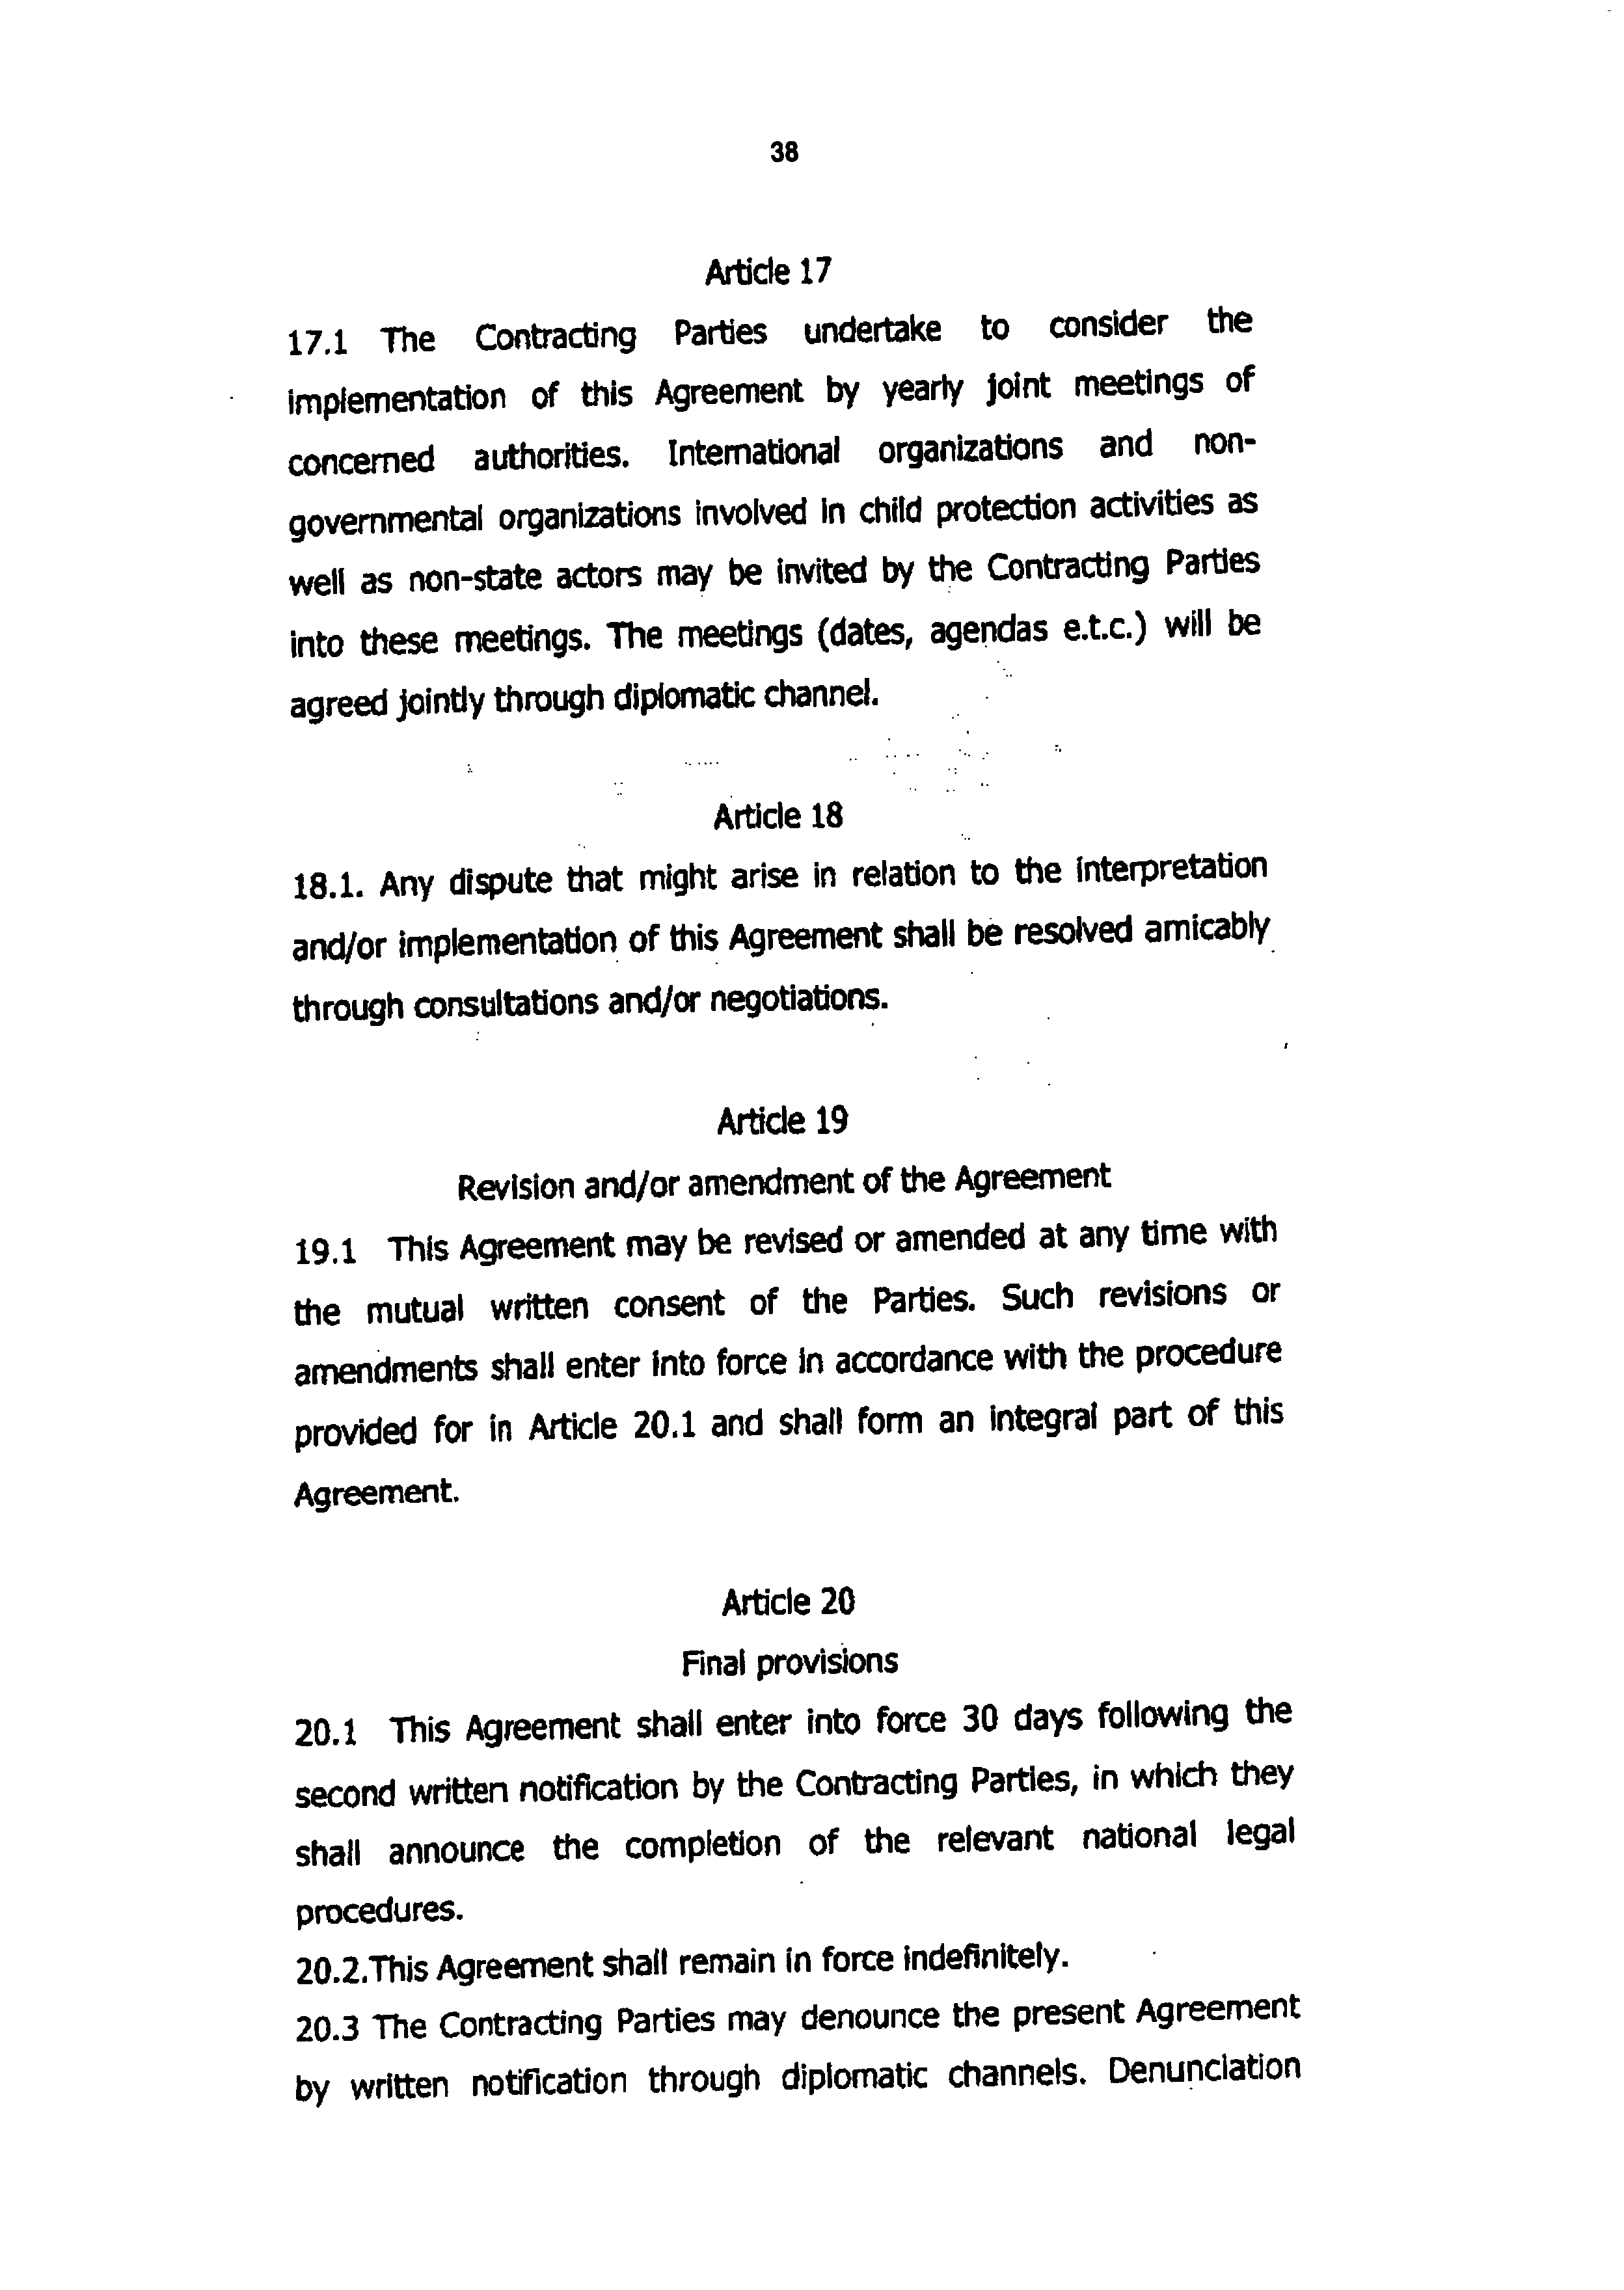 38
Article 17
17.1 The Contracting Parties undertake to consider the
implementation of this Agreement by yearly joint meetings of
concerned authorities. International organizations and non-
governmental organizations involved in child protection activities as
well as non-state actors may be invited by the Contracting Parties
into these meetings. The meetings (dates, agendas e.t.c.) will be
agreed jointly through diplomatic channel.
Article 18
18.1. Any dispute that might arise in relation to the interpretation
and/or implementation of this Agreement shall be resolved amicably
through consultations and/or negotiations.
Article 19
Revision and/or amendment of the Agreement
19.1 This Agreement may be revised or amended at any time with
the mutual written consent of the Parties. Such revisions or
amendments shall enter into force in accordance with the procedure
provided for in Article 20.1 and shall form an integral part of this
Agreement.
Article 20
Final provisions
20.1 This Agreement shall enter into force 30 days following the
second written notification by the Contracting Parties, in which they
shall announce the completion of the relevant national legal
procedures.
20.2.This Agreement shall remain in force indefinitely.
20.3 The Contracting Parties may denounce the present Agreement
by written notification through diplomatic channels. Denunciation